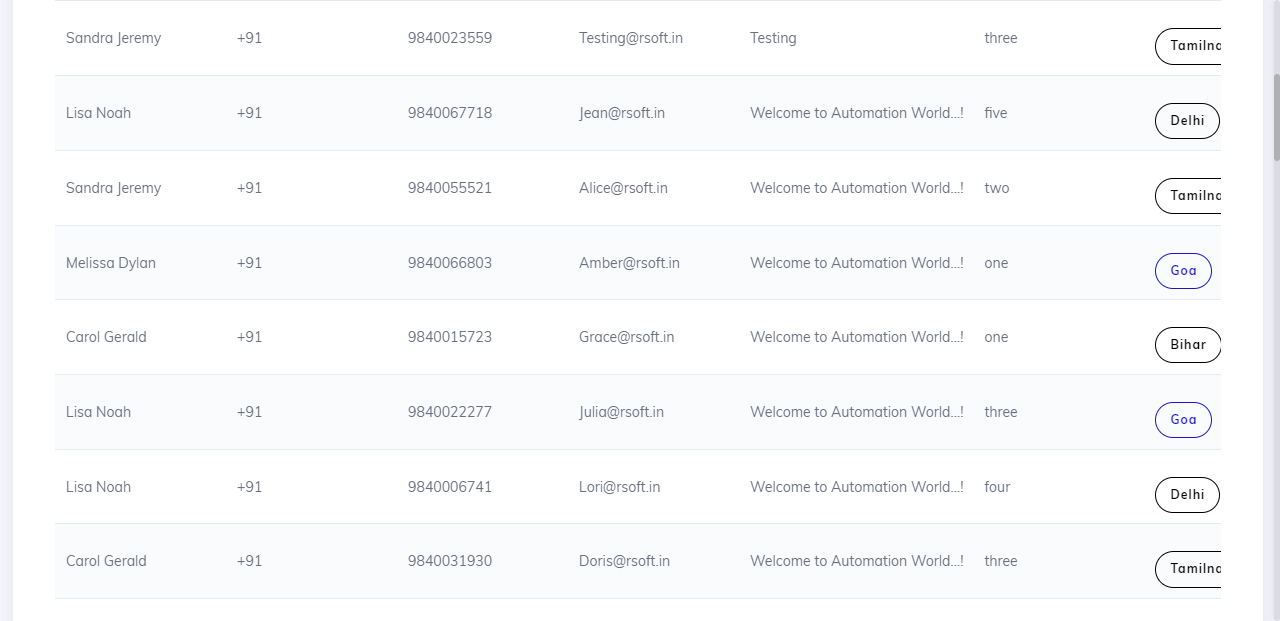 Sandra Jeremy +91 9840023559 Testing@rsoft.in Testing three
Lisa Noah +91 9840067718 Jean@rsoft.in Welcome to Automation World...! five Delhi
Sandra Jeremy +91 9840055521 Alice@rsoft.in Welcome to Automation World...! two
Melissa Dylan +91 9840066803 Amber@rsoft.in Welcome to Automation World...! one Goa
Carol Gerald +91 9840015723 Grace@rsoft.in Welcome to Automation World...! one Bihar
Lisa Noah +91 9840022277 Julia@rsoft.in Welcome to Automation World...! three Goa
Lisa Noah +91 9840006741 Lori@rsoft.in Welcome to Automation World...! four Delhi
Carol Gerald +91 9840031930 Doris@rsoft.in Welcome to Automation World...! three